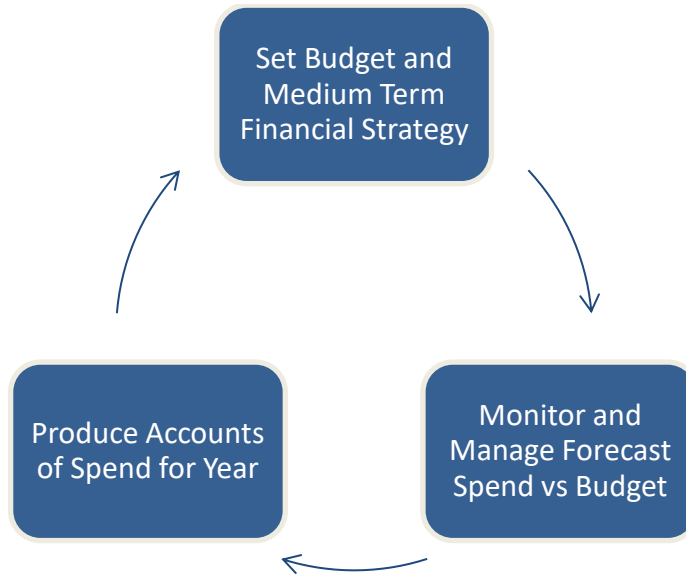 Set Budget and
Medium Term
Financial Strategy
Monitor and
Manage Forecast
Spend vs Budget
Produce Accounts
of Spend for Year